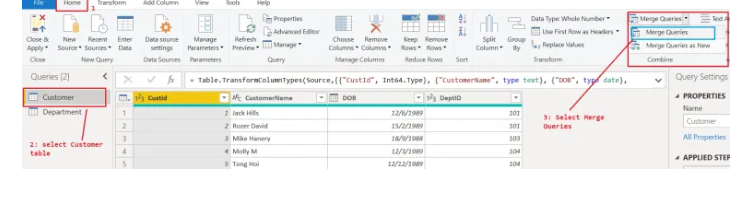 File Home Transform Add Column View Tools Help
1
Close & Apply New Source Recent Sources Enter Data Data source settings Manage Parameters Refresh Preview Properties Advanced Editor Manage Choose Columns Remove Columns Keep Rows Remove Rows Split Column Group By Data Type: Whole Number Use First Row as Headers Replace Values Merge Queries Merge Queries Merge Queries as New Text A
Close New Query Data Sources Parameters Query Manage Columns Reduce Rows Sort Transform Combine
Queries [2]
= Table.TransformColumnTypes(Source,{{"CustId", Int64.Type}, {"CustomerName", type text}, {"DOB", type date},
Query Settings
Customer
Department
2: select Customer
table
CustId CustomerName DOB DeptID
1 1 Jack Hills 12/6/1989 101
2 2 Rozer David 15/2/1989 101
3 3 Mike Hanery 18/9/1988 103
4 4 Molly M 12/3/1989 104
5 5 Tong Hoi 12/12/1989 104
3: Select Merge
Queries
PROPERTIES
Name
Customer
All Properties
APPLIED STEP